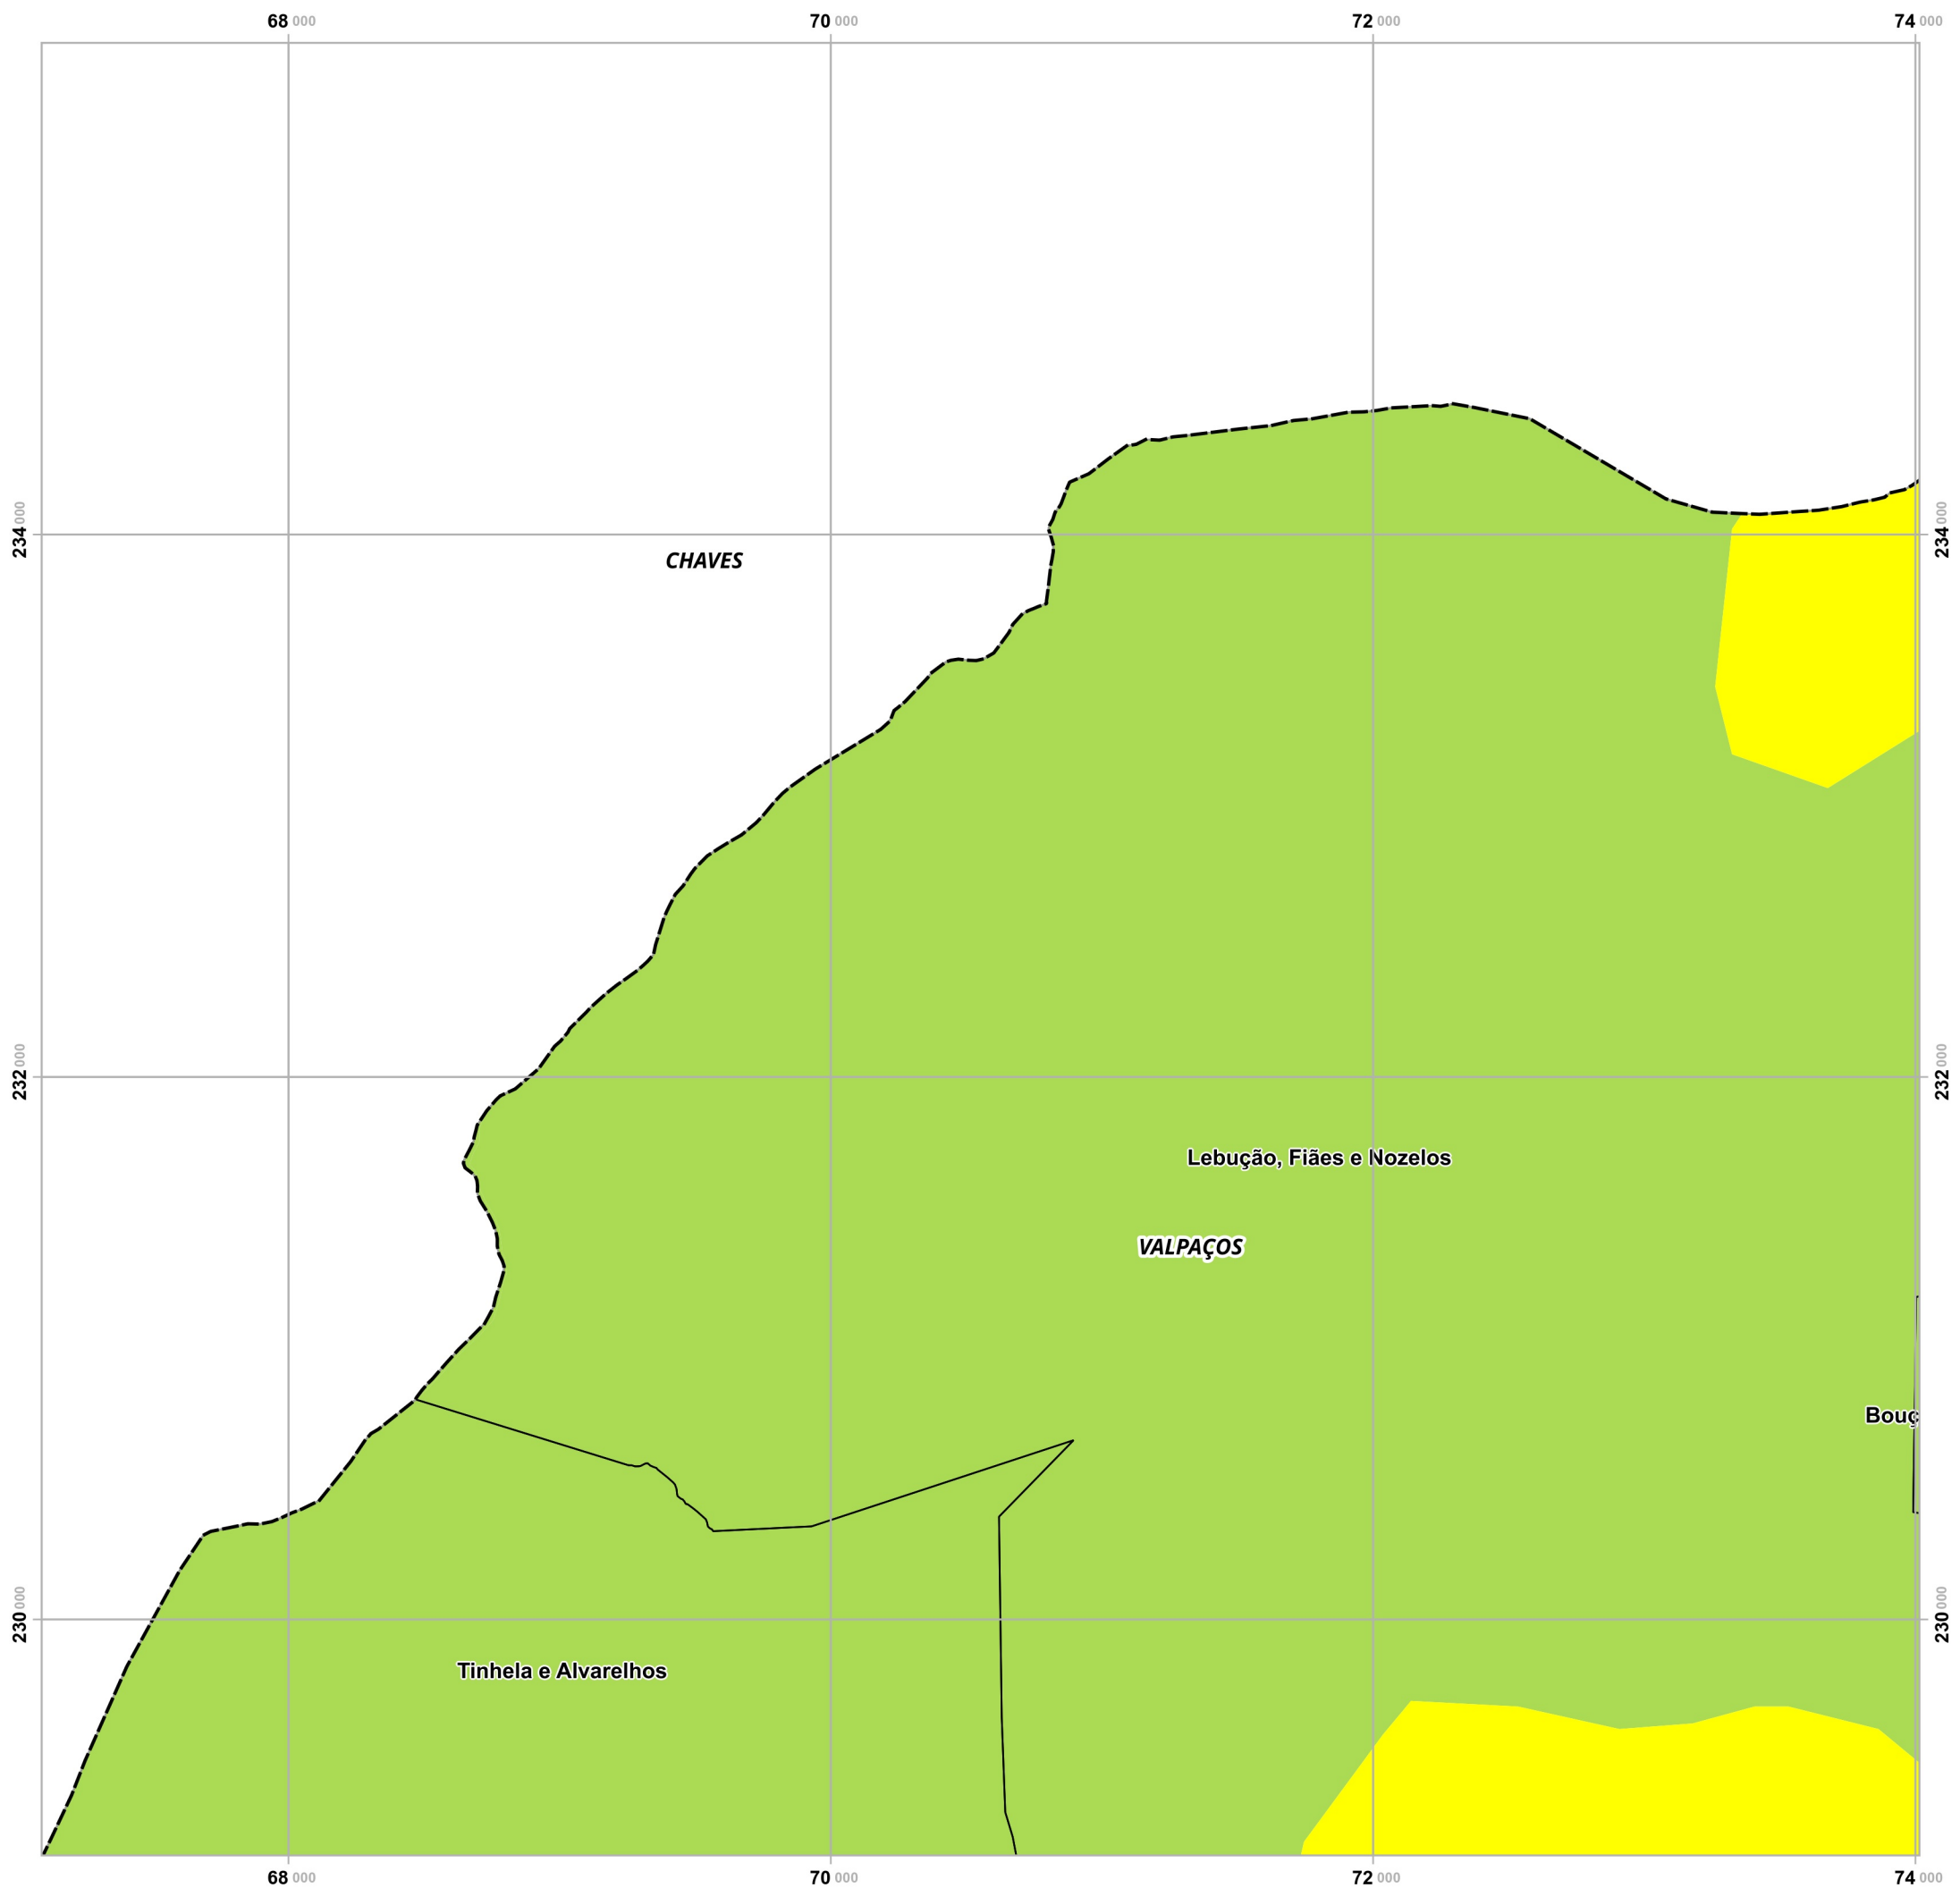 68 000 70 000 72 000 74 000
234 000 234 000
CHAVES
232 000 232 000
Lebução, Fiães e Nozelos
VALPAÇOS
Bouç
230 000 230 000
Tinhela e Alvarelhos
68 000 70 000 72 000 74 000